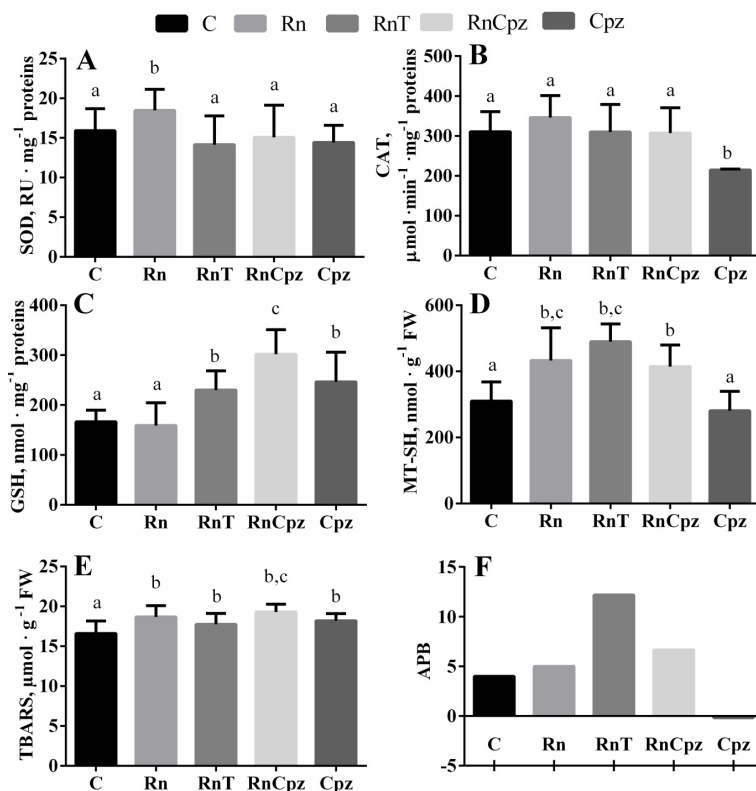 C Rn RnT RnCpz Cpz
A
SOD, RU · mg⁻¹ proteins
25
20
15
10
5
0
a b a a a
C Rn RnT RnCpz Cpz
B
CAT,
µmol ·min⁻¹ ·mg⁻¹ proteins
500
400
300
200
100
0
a a a a b
C Rn RnT RnCpz Cpz
C
GSH, nmol · mg⁻¹ proteins
400
300
200
100
0
a a b c b
C Rn RnT RnCpz Cpz
D
MT-SH, nmol · g⁻¹ FW
600
400
200
0
a b,c b,c b a
C Rn RnT RnCpz Cpz
E
TBARS, µmol · g⁻¹ FW
25
20
15
10
5
0
a b b b,c b
C Rn RnT RnCpz Cpz
F
APB
15
10
5
0
-5
C Rn RnT RnCpz Cpz